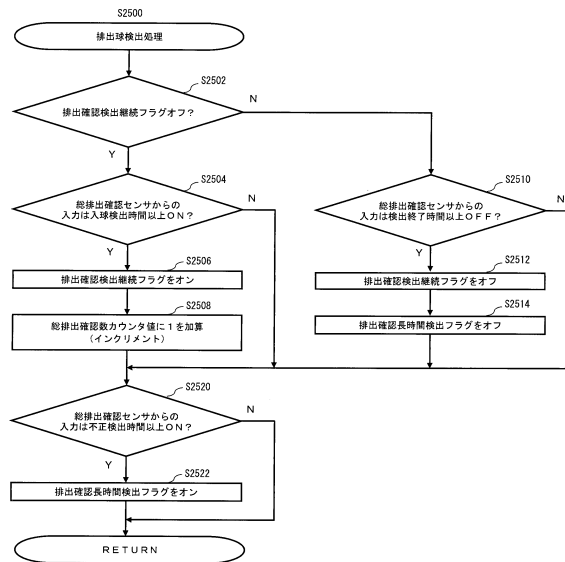 S2500
排出球検出処理
S2502
排出確認検出継続フラグオフ?
N
Y
S2504
総排出確認センサからの
入力は入球検出時間以上ON?
N
Y
S2506
排出確認検出継続フラグをオン
S2508
総排出確認数カウンタ値に1を加算
(インクリメント)
S2510
総排出確認センサからの
入力は検出終了時間以上OFF?
N
Y
S2512
排出確認検出継続フラグをオフ
S2514
排出確認長時間検出フラグをオフ
S2520
総排出確認センサからの
入力は不正検出時間以上ON?
N
Y
S2522
排出確認長時間検出フラグをオン
RETURN